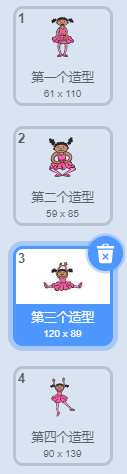 1
第一个造型
61 x 110
2
第二个造型
59 x 85
3
第三个造型
120 x 89
4
第四个造型
90 x 139